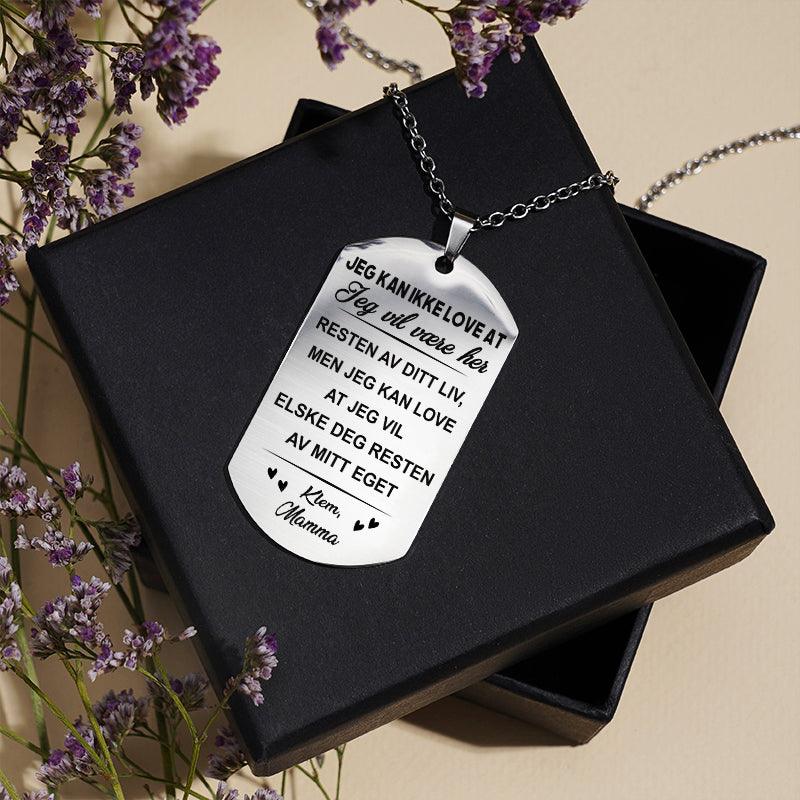 JEG KAN IKKE LOVE AT
Jeg vil være her
RESTEN AV DITT LIV,
MEN JEG KAN LOVE
AT JEG VIL
ELSKE DEG RESTEN
AV MITT EGET
Klem,
Mamma